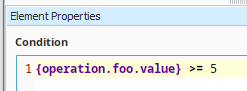 Element Properties
Condition
1 {operation.foo.value} >= 5